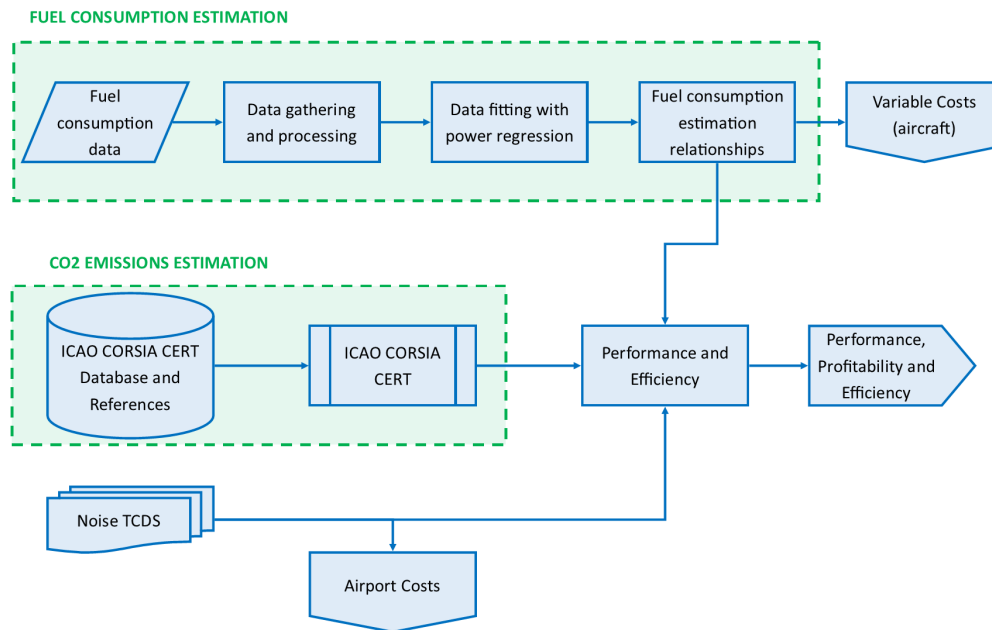 FUEL CONSUMPTION ESTIMATION
Fuel
consumption
data
Data gathering
and processing
Data fitting with
power regression
Fuel consumption
estimation
relationships
Variable Costs
(aircraft)
CO2 EMISSIONS ESTIMATION
ICAO CORSIA CERT
Database and
References
ICAO CORSIA
CERT
Performance and
Efficiency
Performance,
Profitability and
Efficiency
Noise TCDS
Airport Costs